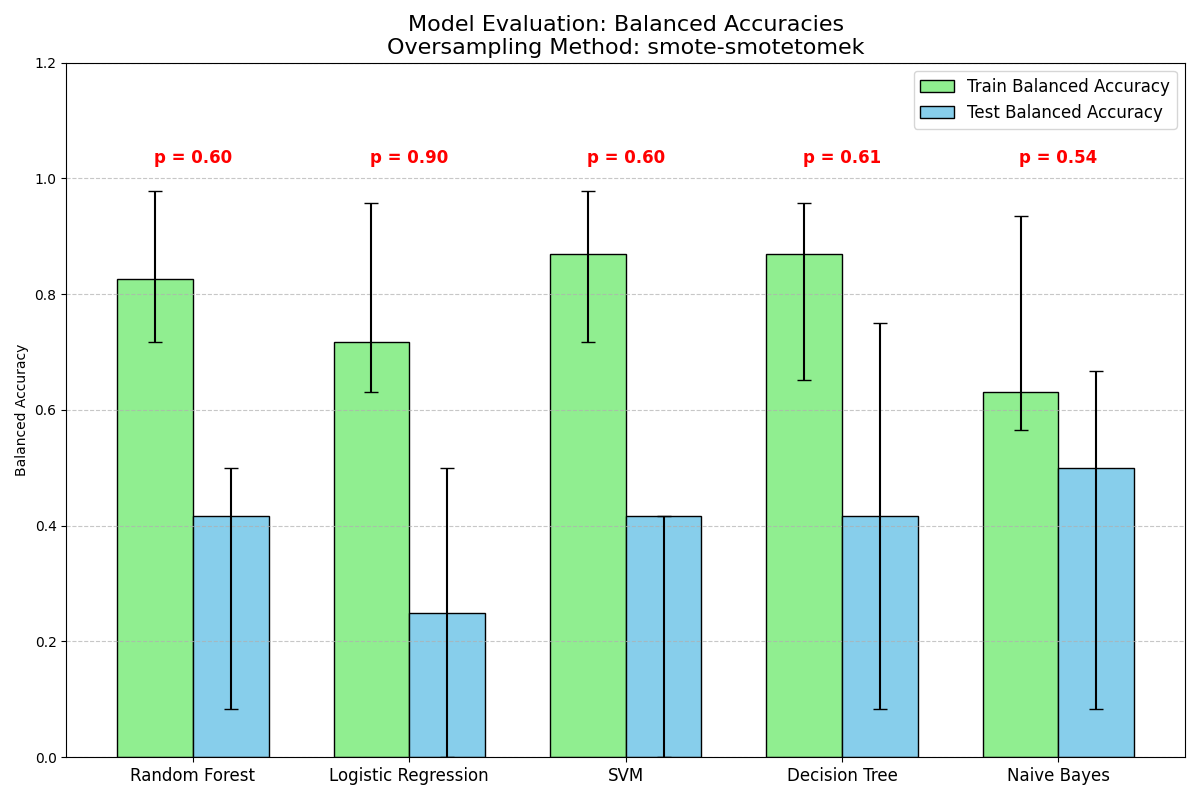 Model Evaluation: Balanced Accuracies
Oversampling Method: smote-smotetomek
Train Balanced Accuracy
Test Balanced Accuracy
p = 0.60
p = 0.90
p = 0.60
p = 0.61
p = 0.54
Balanced Accuracy
1.2
1.0
0.8
0.6
0.4
0.2
0.0
Random Forest
Logistic Regression
SVM
Decision Tree
Naive Bayes